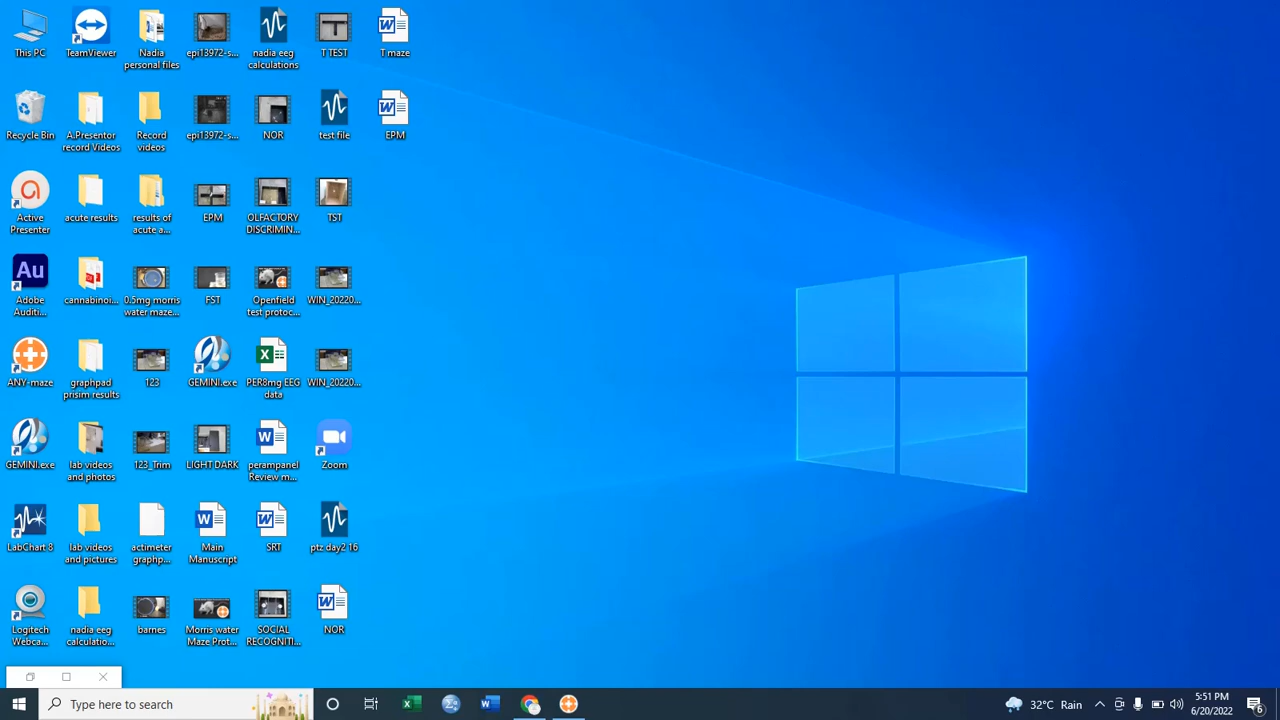 This PC
TeamViewer
Nadia
personal files
epi13972-s...
nadia eeg
calculations
T TEST
T maze
Recycle Bin
A.Presentor
record Videos
Record
videos
epi13972-s...
NOR
test file
EPM
Active
Presenter
acute results
results of
acute a...
EPM
OLFACTORY
DISCRIMIN...
TST
Au
Adobe
Auditi...
cannabinoi...
0.5mg morris
water maze...
FST
Openfield
test protoc...
WIN_20220...
ANY-maze
graphpad
prisim results
123
GEMINI.exe
PER8mg EEG
data
WIN_20220...
GEMINI.exe
lab videos
and photos
123_Trim
LIGHT DARK
perampanel
Review m...
Zoom
LabChart 8
lab videos
and pictures
actimeter
graphp...
Main
Manuscript
SRT
ptz day2 16
Logitech
Webca...
nadia eeg
calculatio...
barnes
Morris water
Maze Prot...
SOCIAL
RECOGNITI...
NOR
Type here to search
32°C Rain
5:51 PM
6/20/2022
6